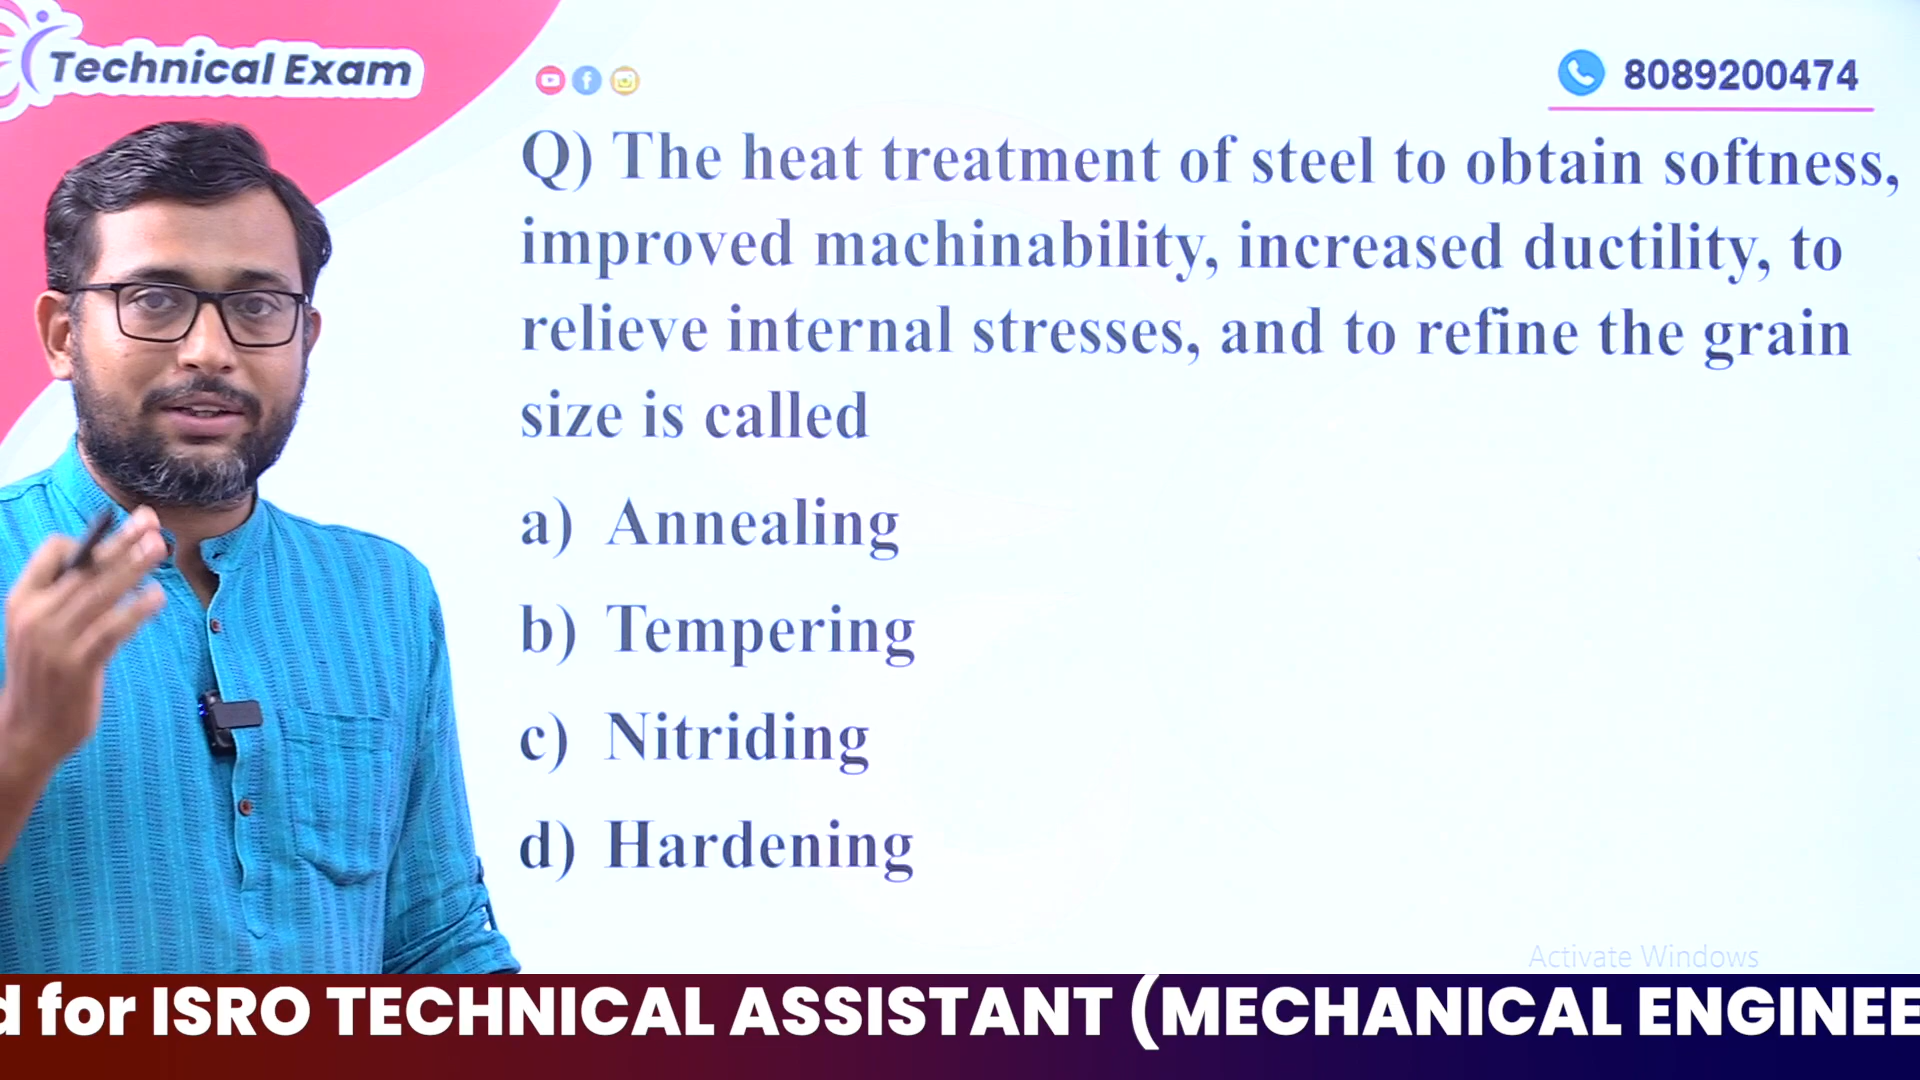 Technical Exam
8089200474
Q) The heat treatment of steel to obtain softness,
improved machinability, increased ductility, to
relieve internal stresses, and to refine the grain
size is called
a) Annealing
b) Tempering
c) Nitriding
d) Hardening
Activate Windows
d for ISRO TECHNICAL ASSISTANT (MECHANICAL ENGINEE